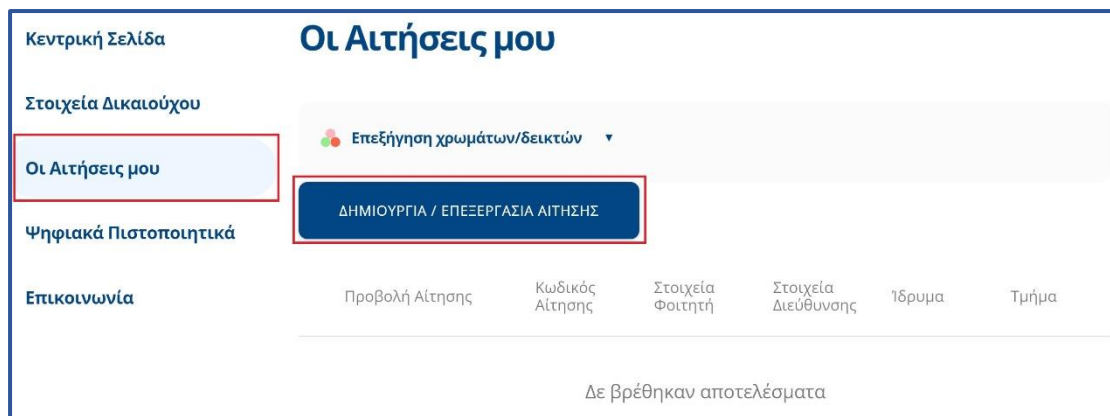 Κεντρική Σελίδα
Στοιχεία Δικαιούχου
Οι Αιτήσεις μου
Ψηφιακά Πιστοποιητικά
Επικοινωνία
Οι Αιτήσεις μου
Επεξήγηση χρωμάτων/δεικτών ▼
ΔΗΜΙΟΥΡΓΙΑ / ΕΠΕΞΕΡΓΑΣΙΑ ΑΙΤΗΣΗΣ
Προβολή Αίτησης
Κωδικός
Αίτησης
Στοιχεία
Φοιτητή
Στοιχεία
Διεύθυνσης
Ίδρυμα
Τμήμα
Δε βρέθηκαν αποτελέσματα